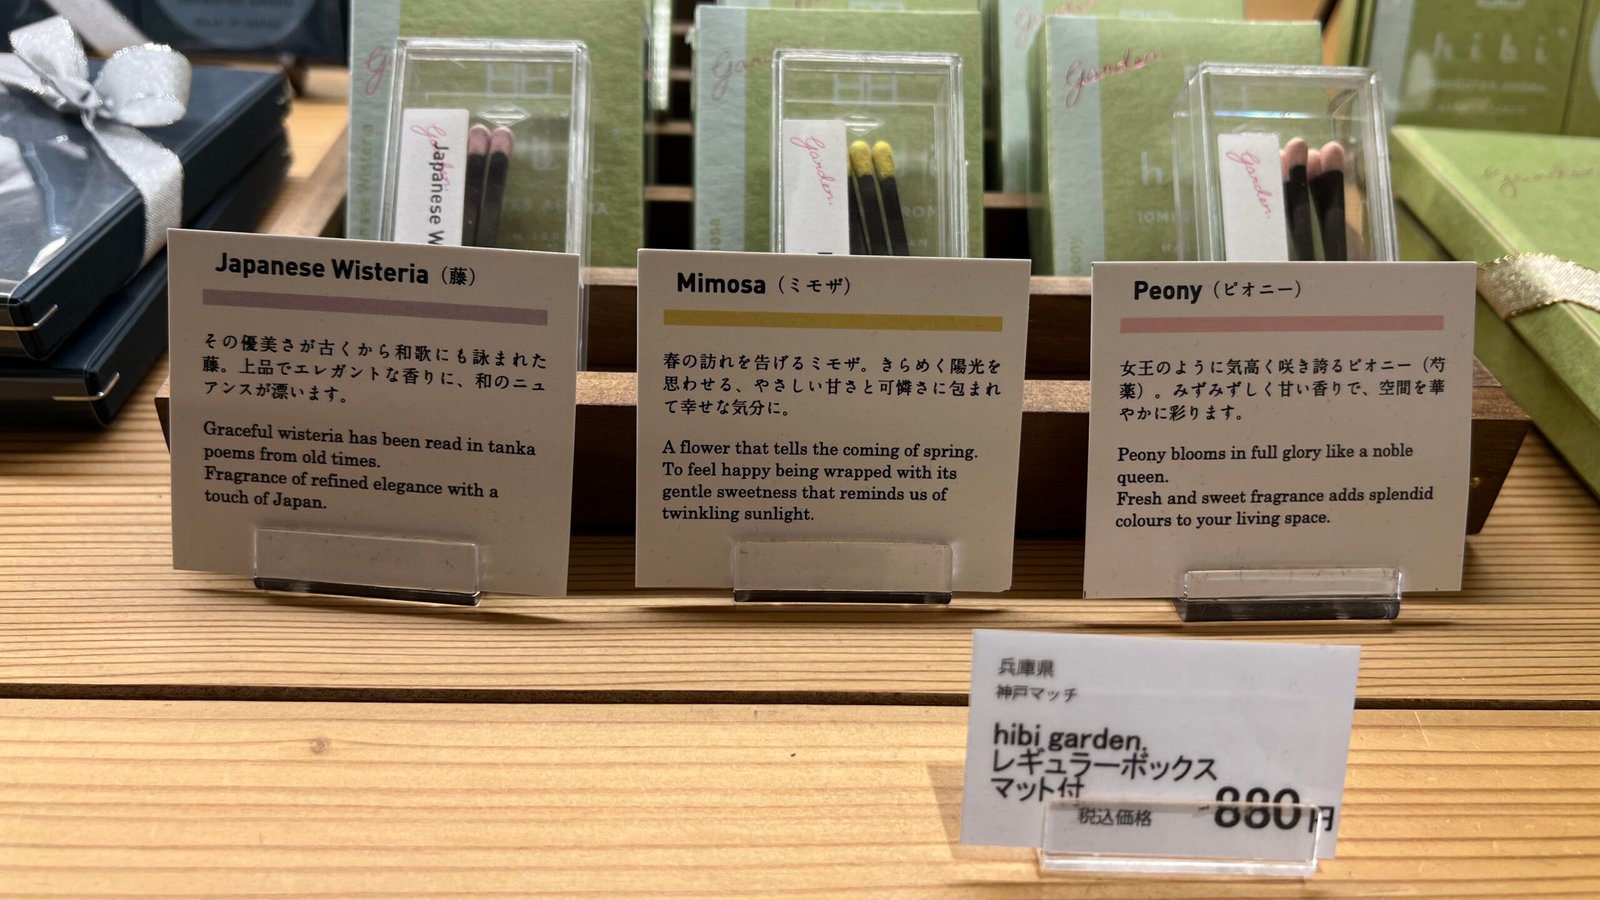 Garden.
Japanese W
Garden.
Garden.
Garden.
Garden.
Garden.
hibi
Japanese Wisteria（藤）
その優美さが古くから和歌にも詠まれた
藤。上品でエレガントな香りに、和のニュ
アンスが漂います。
Graceful wisteria has been read in tanka
poems from old times.
Fragrance of refined elegance with a
touch of Japan.
Mimosa（ミモザ）
春の訪れを告げるミモザ。きらめく陽光を
思わせる、やさしい甘さと可憐さに包まれ
て幸せな気分に。
A flower that tells the coming of spring.
To feel happy being wrapped with its
gentle sweetness that reminds us of
twinkling sunlight.
Peony（ピオニー）
女王のように気高く咲き誇るピオニー（芍
薬）。みずみずしく甘い香りで、空間を華
やかに彩ります。
Peony blooms in full glory like a noble
queen.
Fresh and sweet fragrance adds splendid
colours to your living space.
兵庫県
神戸マッチ
hibi garden.
レギュラーボックス
マット付
税込価格 880円